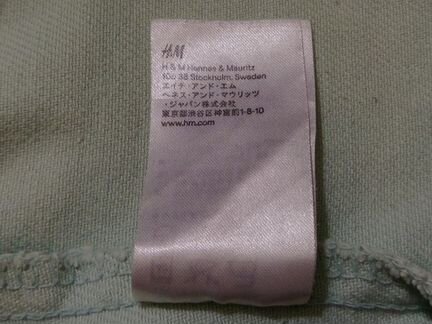 H&M
H & M Hennes & Mauritz
106 38 Stockholm, Sweden
エイチ・アンド・エム
ヘネス・アンド・マウリッツ
・ジャパン株式会社
東京都渋谷区神宮前1-8-10
www.hm.com